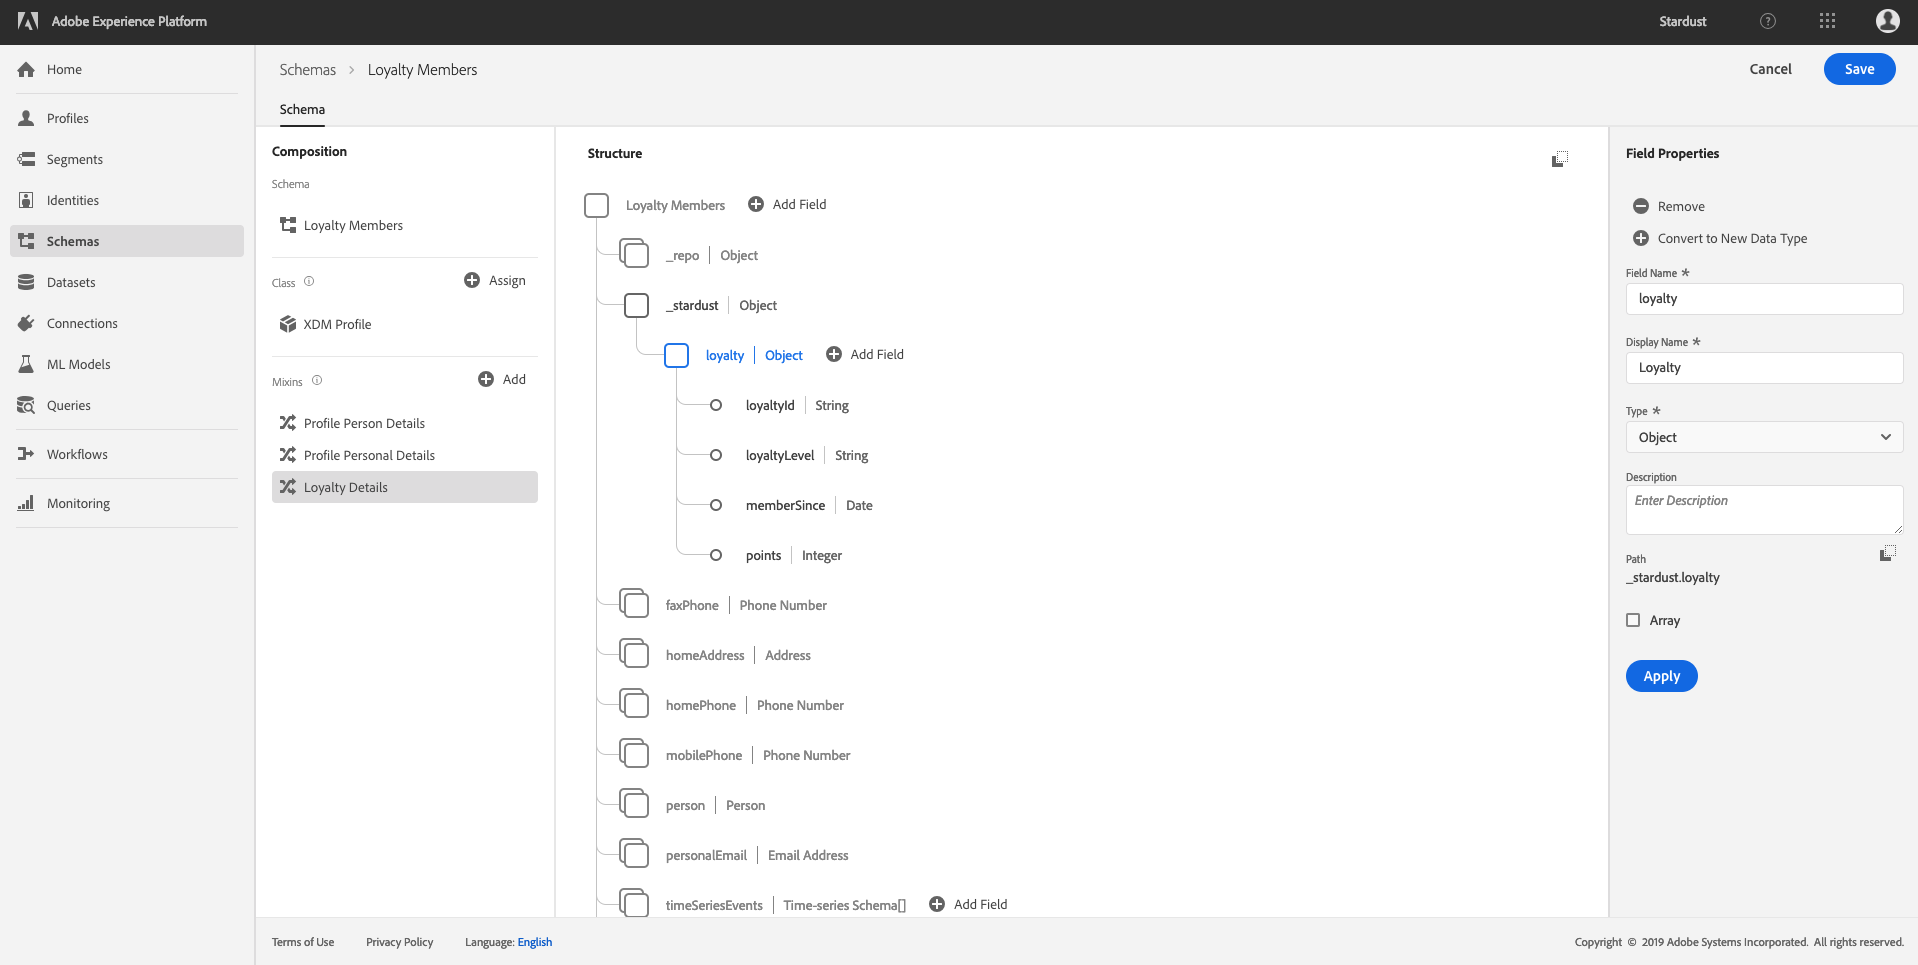 Adobe Experience Platform
Stardust
Home
Profiles
Segments
Identities
Schemas
Datasets
Connections
ML Models
Queries
Workflows
Monitoring
Schemas > Loyalty Members
Cancel
Save
Schema
Composition
Schema
Loyalty Members
Class
Assign
XDM Profile
Mixins
Add
Profile Person Details
Profile Personal Details
Loyalty Details
Structure
Loyalty Members Add Field
_repo | Object
_stardust | Object
loyalty | Object Add Field
loyaltyId | String
loyaltyLevel | String
memberSince | Date
points | Integer
faxPhone | Phone Number
homeAddress | Address
homePhone | Phone Number
mobilePhone | Phone Number
person | Person
personalEmail | Email Address
timeSeriesEvents | Time-series Schema[] Add Field
Field Properties
Remove
Convert to New Data Type
Field Name *
loyalty
Display Name *
Loyalty
Type *
Object
Description
Enter Description
Path
_stardust.loyalty
Array
Apply
Terms of Use Privacy Policy Language: English
Copyright © 2019 Adobe Systems Incorporated. All rights reserved.